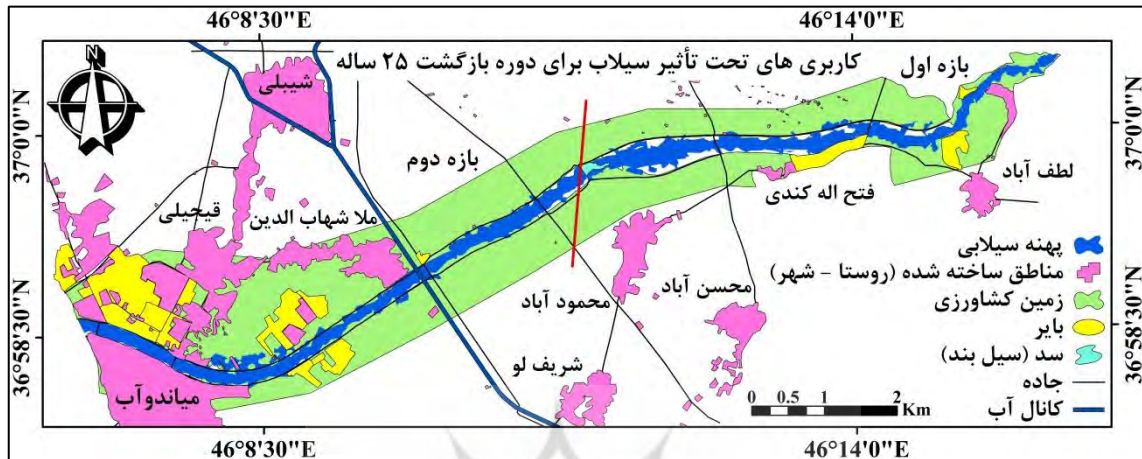 46°8'30"E
46°14'0"E
N
کاربری های تحت تأثیر سیلاب برای دوره بازگشت ۲۵ ساله
بازه اول
شیبلی
37°0'0"N
37°0'0"N
بازه دوم
لطف آباد
فتح اله کندی
قیجیلی
ملا شهاب الدین
محمود آباد
محسن آباد
شریف لو
میاندوآب
36°58'30"N
36°58'30"N
پهنه سیلابی
مناطق ساخته شده (روستا - شهر)
زمین کشاورزی
بایر
سد (سیل بند)
جاده
کانال آب
0 0.5 1 2
Km
46°8'30"E
46°14'0"E